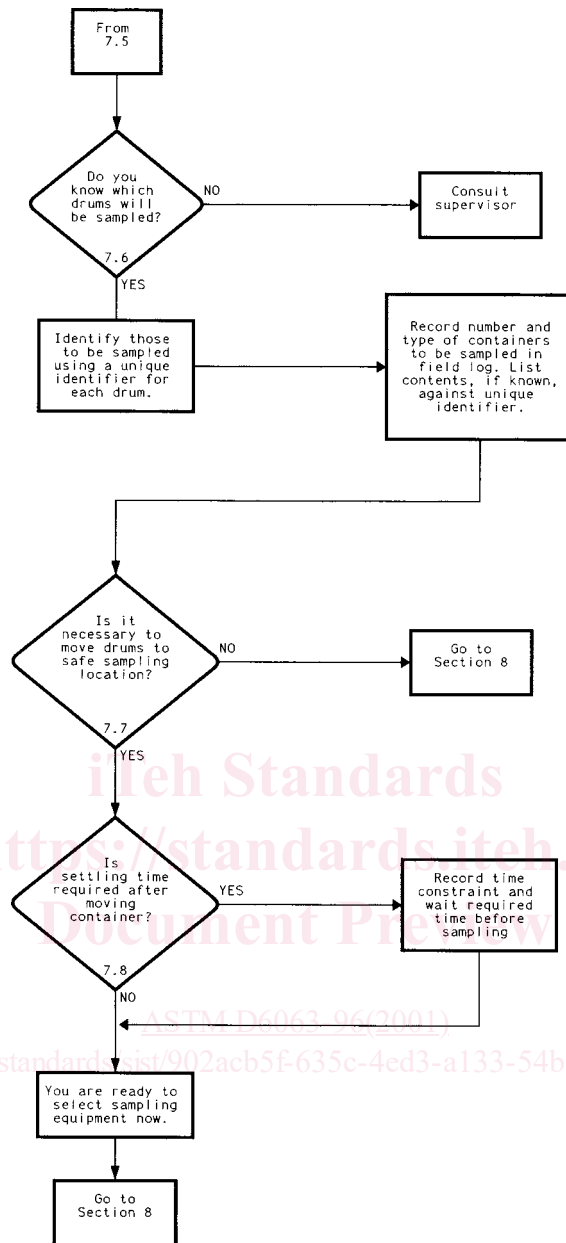 From
7.5
Do you
know which
drums will
be sampled?
7.6
NO
Consult
supervisor
YES
Identify those
to be sampled
using a unique
identifier for
each drum.
Record number and
type of containers
to be sampled in
field log. List
contents, if known,
against unique
identifier.
Is it
necessary to
move drums to
safe sampling
location?
7.7
NO
Go to
Section 8
YES
iTeh Standards
ttps://standards.iteh.
Document Preview
Is
settling time
required after
moving
container?
7.8
YES
Record time
constraint and
wait required
time before
sampling
NO
ASTM D6063-96(2001)
standards/sist/902acb5f-635c-4ed3-a133-54b
You are ready to
select sampling
equipment now.
Go to
Section 8